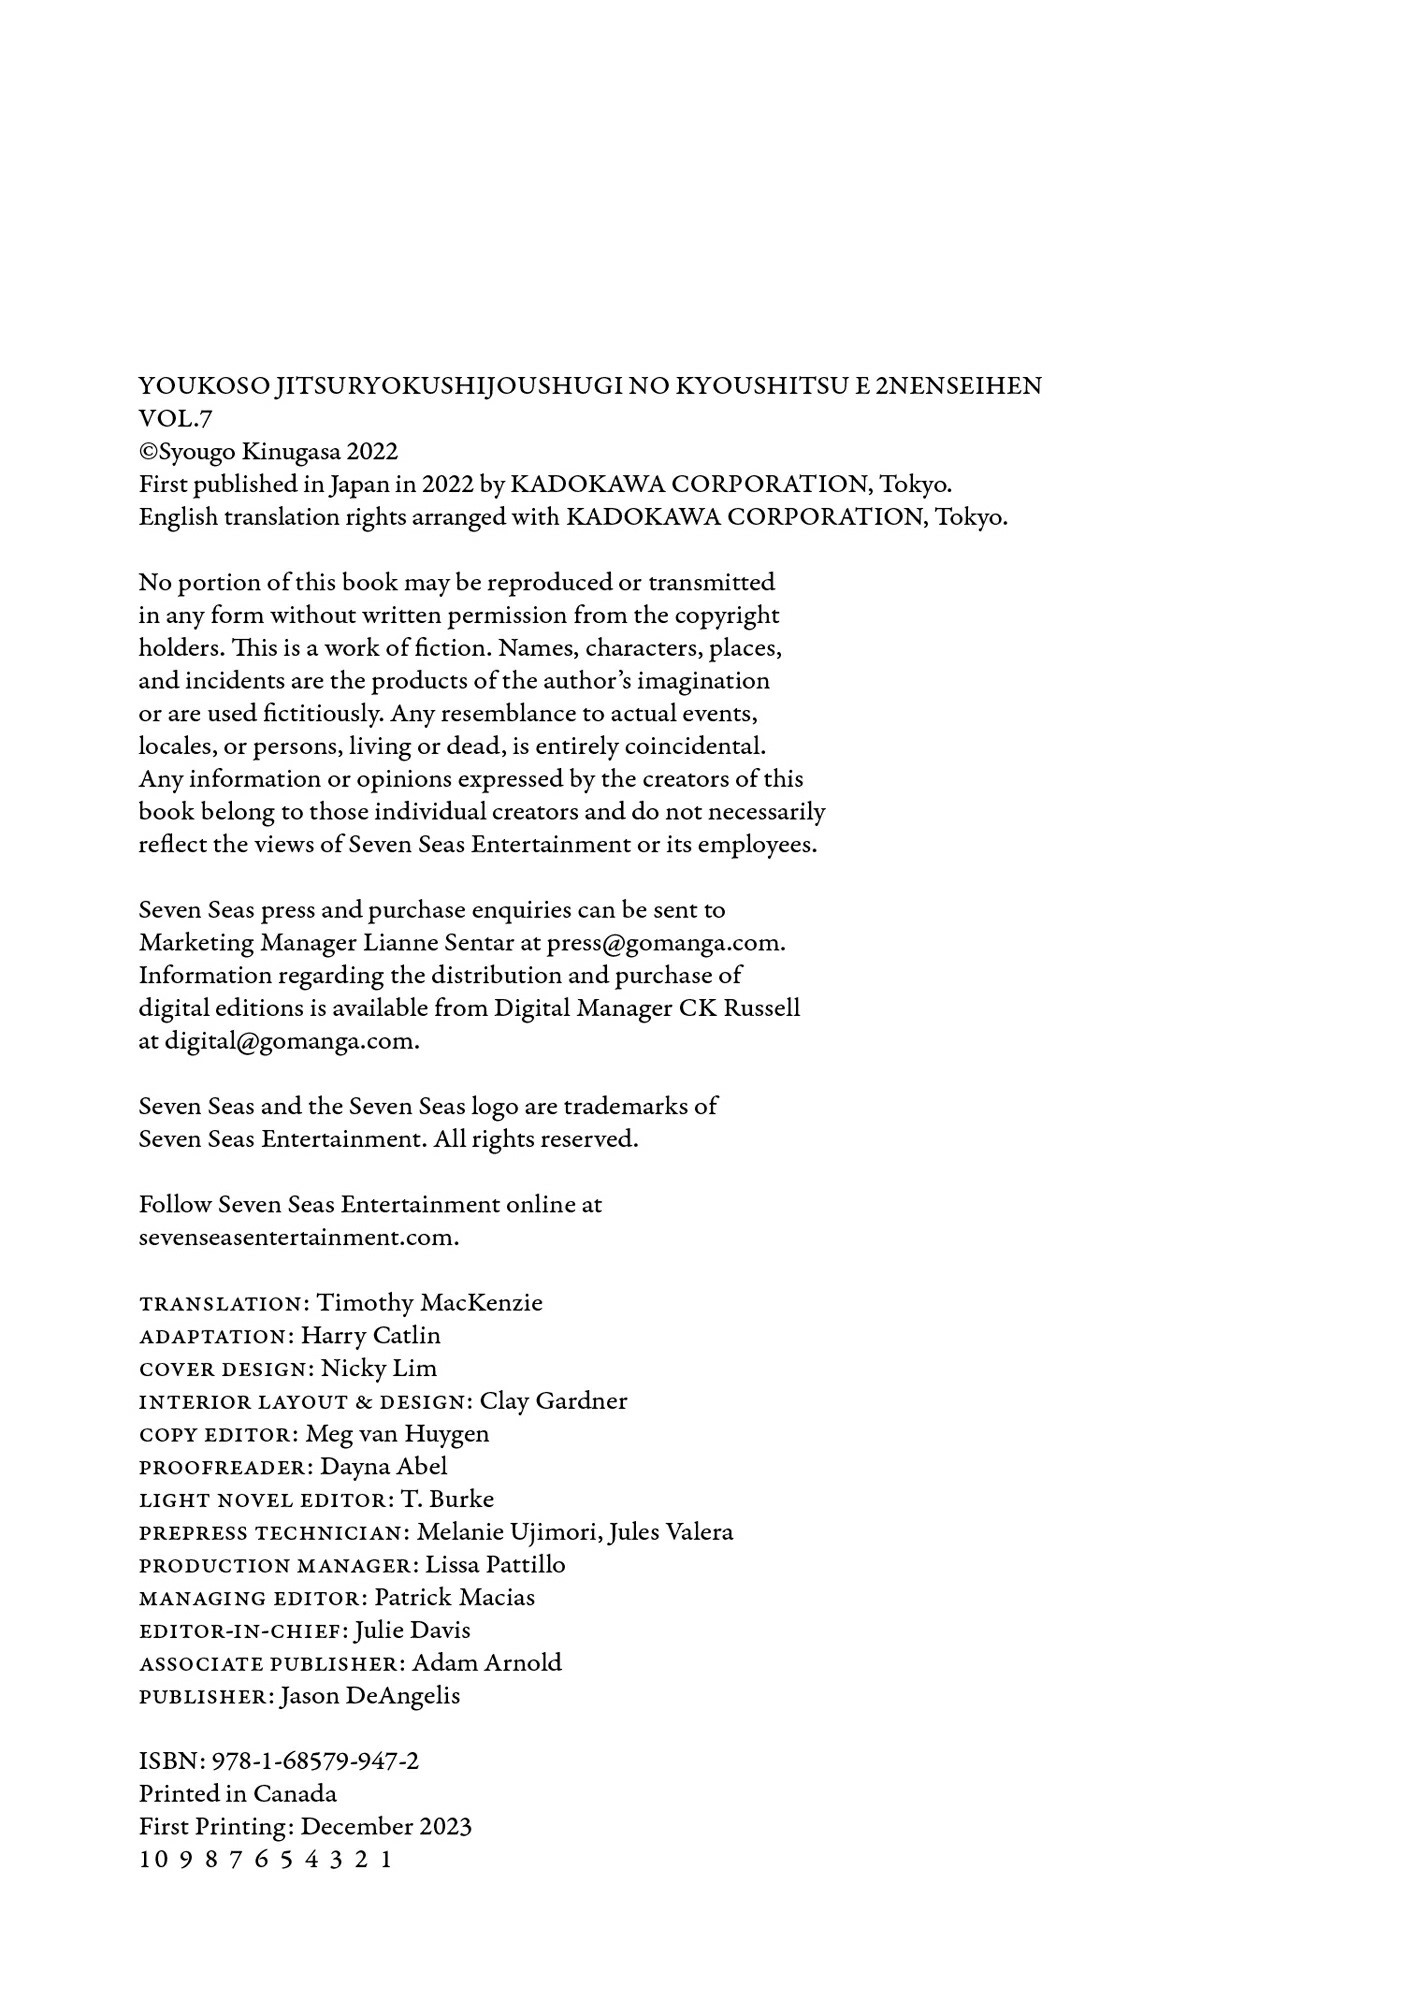 YOUKOSO JITSURYOKUSHIJOUSHUGI NO KYOUSHITSU E 2NENSEIHEN
VOL.7
©Syougo Kinugasa 2022
First published in Japan in 2022 by KADOKAWA CORPORATION, Tokyo.
English translation rights arranged with KADOKAWA CORPORATION, Tokyo.
No portion of this book may be reproduced or transmitted
in any form without written permission from the copyright
holders. This is a work of fiction. Names, characters, places,
and incidents are the products of the author’s imagination
or are used fictitiously. Any resemblance to actual events,
locales, or persons, living or dead, is entirely coincidental.
Any information or opinions expressed by the creators of this
book belong to those individual creators and do not necessarily
reflect the views of Seven Seas Entertainment or its employees.
Seven Seas press and purchase enquiries can be sent to
Marketing Manager Lianne Sentar at press@gomanga.com.
Information regarding the distribution and purchase of
digital editions is available from Digital Manager CK Russell
at digital@gomanga.com.
Seven Seas and the Seven Seas logo are trademarks of
Seven Seas Entertainment. All rights reserved.
Follow Seven Seas Entertainment online at
sevenseasentertainment.com.
TRANSLATION: Timothy MacKenzie
ADAPTATION: Harry Catlin
COVER DESIGN: Nicky Lim
INTERIOR LAYOUT & DESIGN: Clay Gardner
COPY EDITOR: Meg van Huygen
PROOFREADER: Dayna Abel
LIGHT NOVEL EDITOR: T. Burke
PREPRESS TECHNICIAN: Melanie Ujimori, Jules Valera
PRODUCTION MANAGER: Lissa Pattillo
MANAGING EDITOR: Patrick Macias
EDITOR-IN-CHIEF: Julie Davis
ASSOCIATE PUBLISHER: Adam Arnold
PUBLISHER: Jason DeAngelis
ISBN: 978-1-68579-947-2
Printed in Canada
First Printing: December 2023
10 9 8 7 6 5 4 3 2 1